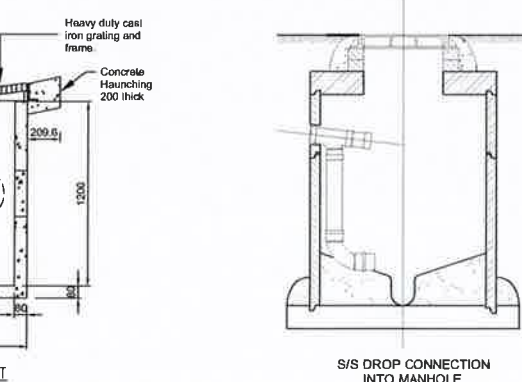 Heavy duty cast
iron grating and
frame.
Concrete
Haunching
200 thick
209.6
1200
80
80
T
S/S DROP CONNECTION
INTO MANHOLE